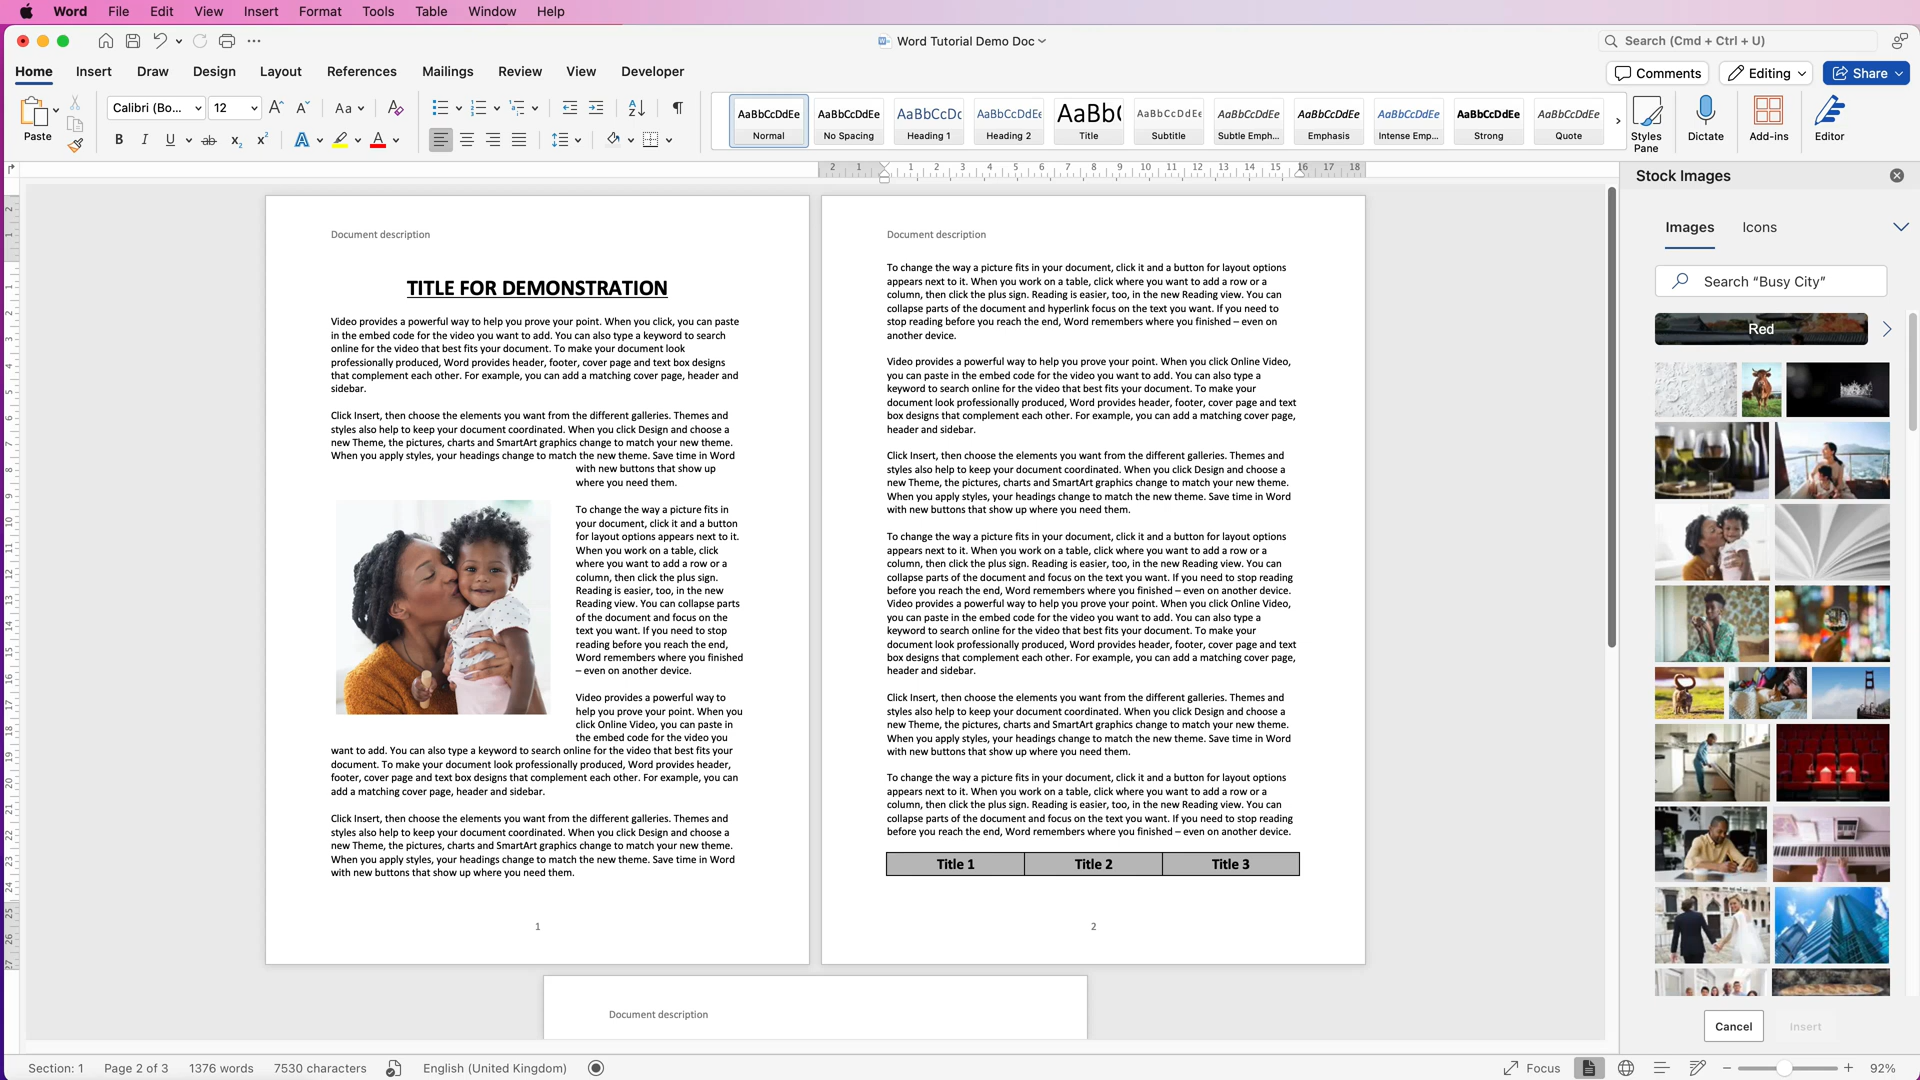 Word File Edit View Insert Format Tools Table Window Help
Word Tutorial Demo Doc
Search (Cmd + Ctrl + U)
Home Insert Draw Design Layout References Mailings Review View Developer
Comments Editing Share
Paste
Calibri (Bo... 12 Aa
B I U ab x₂ x² A A
AaBbCcDdEe AaBbCcDdEe AaBbCcDc AaBbCcDdEe AaBb( AaBbCcDdEe AaBbCcDdEe AaBbCcDdEe AaBbCcDdEe AaBbCcDdEe AaBbCcDdEe
Normal No Spacing Heading 1 Heading 2 Title Subtitle Subtle Emph... Emphasis Intense Emp... Strong Quote
Styles Pane
Dictate
Add-ins
Editor
2 1 1 2 3 4 5 6 7 8 9 10 11 12 13 14 15 16 17 18
Document description
TITLE FOR DEMONSTRATION
Video provides a powerful way to help you prove your point. When you click, you can paste
in the embed code for the video you want to add. You can also type a keyword to search
online for the video that best fits your document. To make your document look
professionally produced, Word provides header, footer, cover page and text box designs
that complement each other. For example, you can add a matching cover page, header and
sidebar.
Click Insert, then choose the elements you want from the different galleries. Themes and
styles also help to keep your document coordinated. When you click Design and choose a
new Theme, the pictures, charts and SmartArt graphics change to match your new theme.
When you apply styles, your headings change to match the new theme. Save time in Word
with new buttons that show up
where you need them.
To change the way a picture fits in
your document, click it and a button
for layout options appears next to it.
When you work on a table, click
where you want to add a row or a
column, then click the plus sign.
Reading is easier, too, in the new
Reading view. You can collapse parts
of the document and focus on the
text you want. If you need to stop
reading before you reach the end,
Word remembers where you finished
– even on another device.
Video provides a powerful way to
help you prove your point. When you
click Online Video, you can paste in
the embed code for the video you
want to add. You can also type a keyword to search online for the video that best fits your
document. To make your document look professionally produced, Word provides header,
footer, cover page and text box designs that complement each other. For example, you can
add a matching cover page, header and sidebar.
Click Insert, then choose the elements you want from the different galleries. Themes and
styles also help to keep your document coordinated. When you click Design and choose a
new Theme, the pictures, charts and SmartArt graphics change to match your new theme.
When you apply styles, your headings change to match the new theme. Save time in Word
with new buttons that show up where you need them.
1
Document description
To change the way a picture fits in your document, click it and a button for layout options
appears next to it. When you work on a table, click where you want to add a row or a
column, then click the plus sign. Reading is easier, too, in the new Reading view. You can
collapse parts of the document and hyperlink focus on the text you want. If you need to
stop reading before you reach the end, Word remembers where you finished – even on
another device.
Video provides a powerful way to help you prove your point. When you click Online Video,
you can paste in the embed code for the video you want to add. You can also type a
keyword to search online for the video that best fits your document. To make your
document look professionally produced, Word provides header, footer, cover page and text
box designs that complement each other. For example, you can add a matching cover page,
header and sidebar.
Click Insert, then choose the elements you want from the different galleries. Themes and
styles also help to keep your document coordinated. When you click Design and choose a
new Theme, the pictures, charts and SmartArt graphics change to match your new theme.
When you apply styles, your headings change to match the new theme. Save time in Word
with new buttons that show up where you need them.
To change the way a picture fits in your document, click it and a button for layout options
appears next to it. When you work on a table, click where you want to add a row or a
column, then click the plus sign. Reading is easier, too, in the new Reading view. You can
collapse parts of the document and focus on the text you want. If you need to stop reading
before you reach the end, Word remembers where you finished – even on another device.
Video provides a powerful way to help you prove your point. When you click Online Video,
you can paste in the embed code for the video you want to add. You can also type a
keyword to search online for the video that best fits your document. To make your
document look professionally produced, Word provides header, footer, cover page and text
box designs that complement each other. For example, you can add a matching cover page,
header and sidebar.
Click Insert, then choose the elements you want from the different galleries. Themes and
styles also help to keep your document coordinated. When you click Design and choose a
new Theme, the pictures, charts and SmartArt graphics change to match your new theme.
When you apply styles, your headings change to match the new theme. Save time in Word
with new buttons that show up where you need them.
To change the way a picture fits in your document, click it and a button for layout options
appears next to it. When you work on a table, click where you want to add a row or a
column, then click the plus sign. Reading is easier, too, in the new Reading view. You can
collapse parts of the document and focus on the text you want. If you need to stop reading
before you reach the end, Word remembers where you finished – even on another device.
Title 1 Title 2 Title 3
2
Document description
Stock Images
Images Icons
Search “Busy City”
Red
Cancel Insert
Section: 1 Page 2 of 3 1376 words 7530 characters English (United Kingdom) Focus 92%